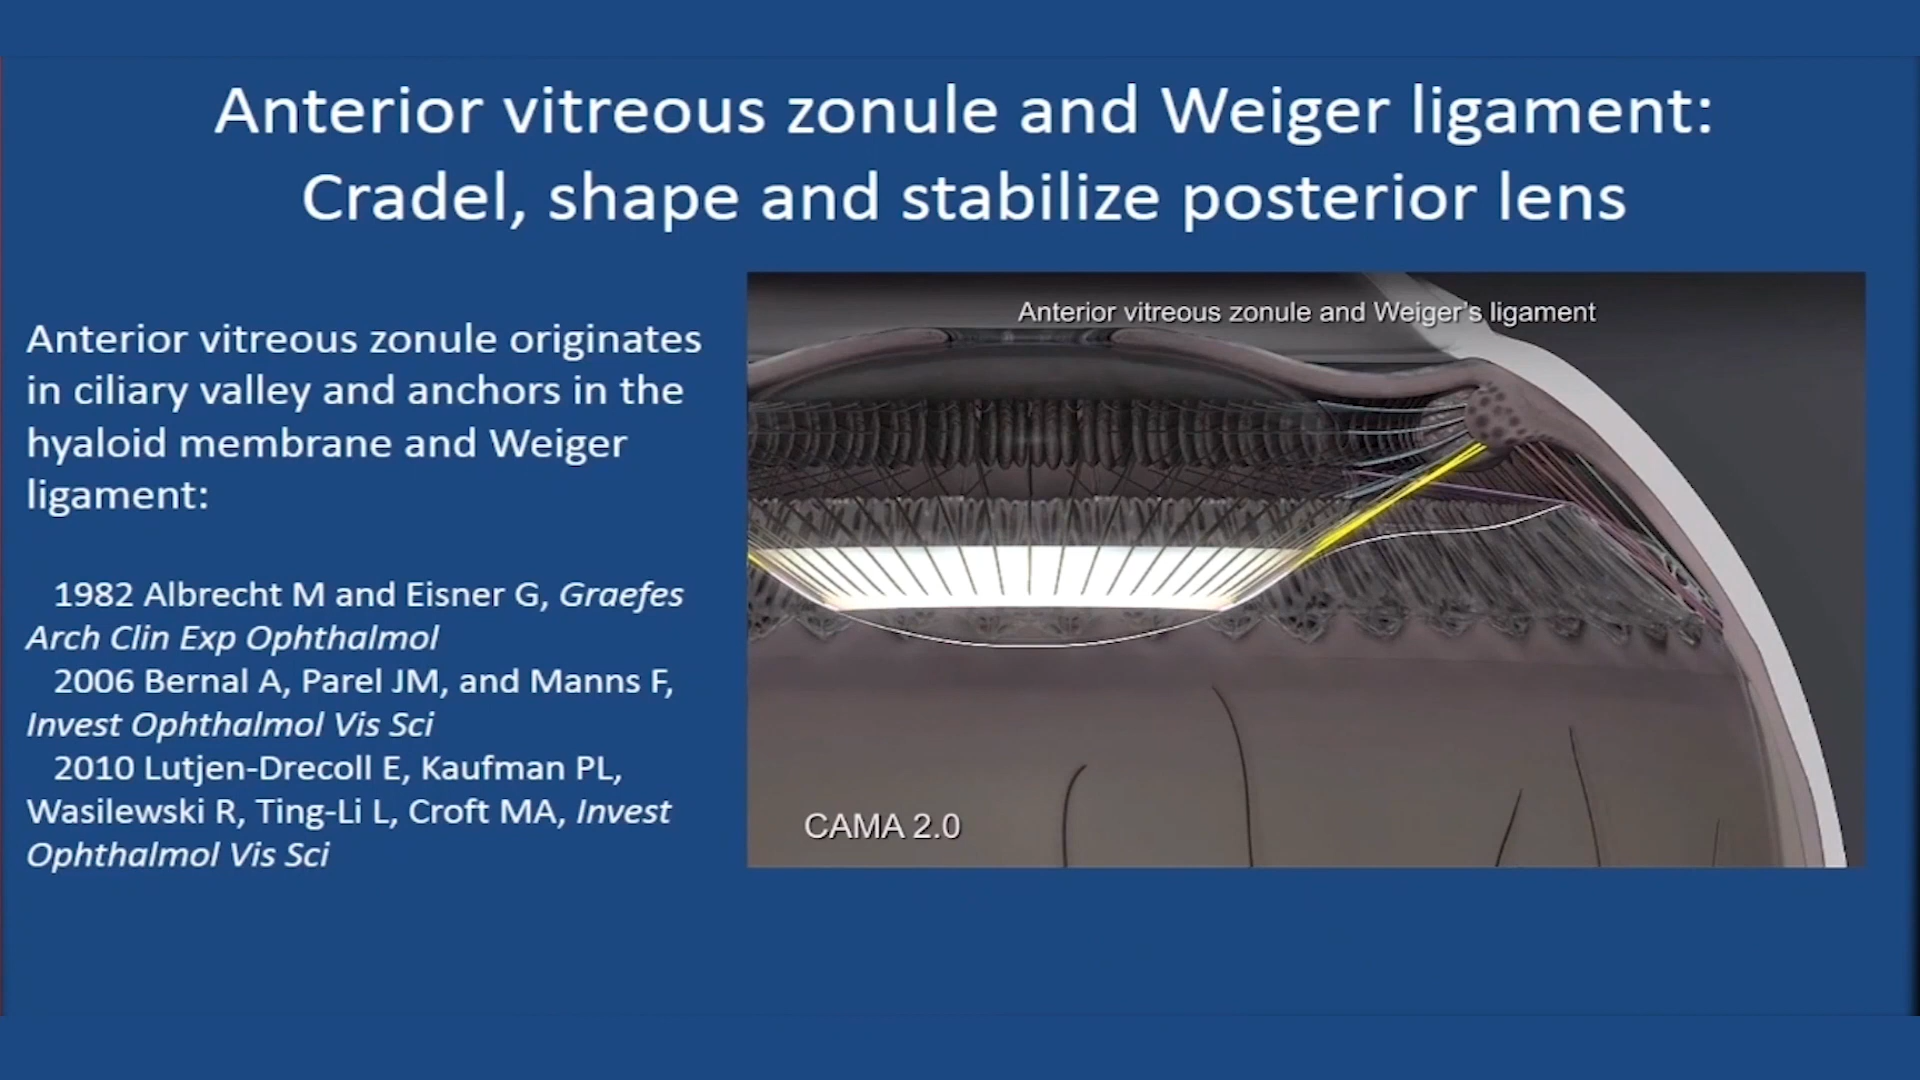 Anterior vitreous zonule and Weiger ligament:
Cradel, shape and stabilize posterior lens
Anterior vitreous zonule originates
in ciliary valley and anchors in the
hyaloid membrane and Weiger
ligament:
1982 Albrecht M and Eisner G, Graefes
Arch Clin Exp Ophthalmol
2006 Bernal A, Parel JM, and Manns F,
Invest Ophthalmol Vis Sci
2010 Lutjen-Drecoll E, Kaufman PL,
Wasilewski R, Ting-Li L, Croft MA, Invest
Ophthalmol Vis Sci
Anterior vitreous zonule and Weiger's ligament
CAMA 2.0